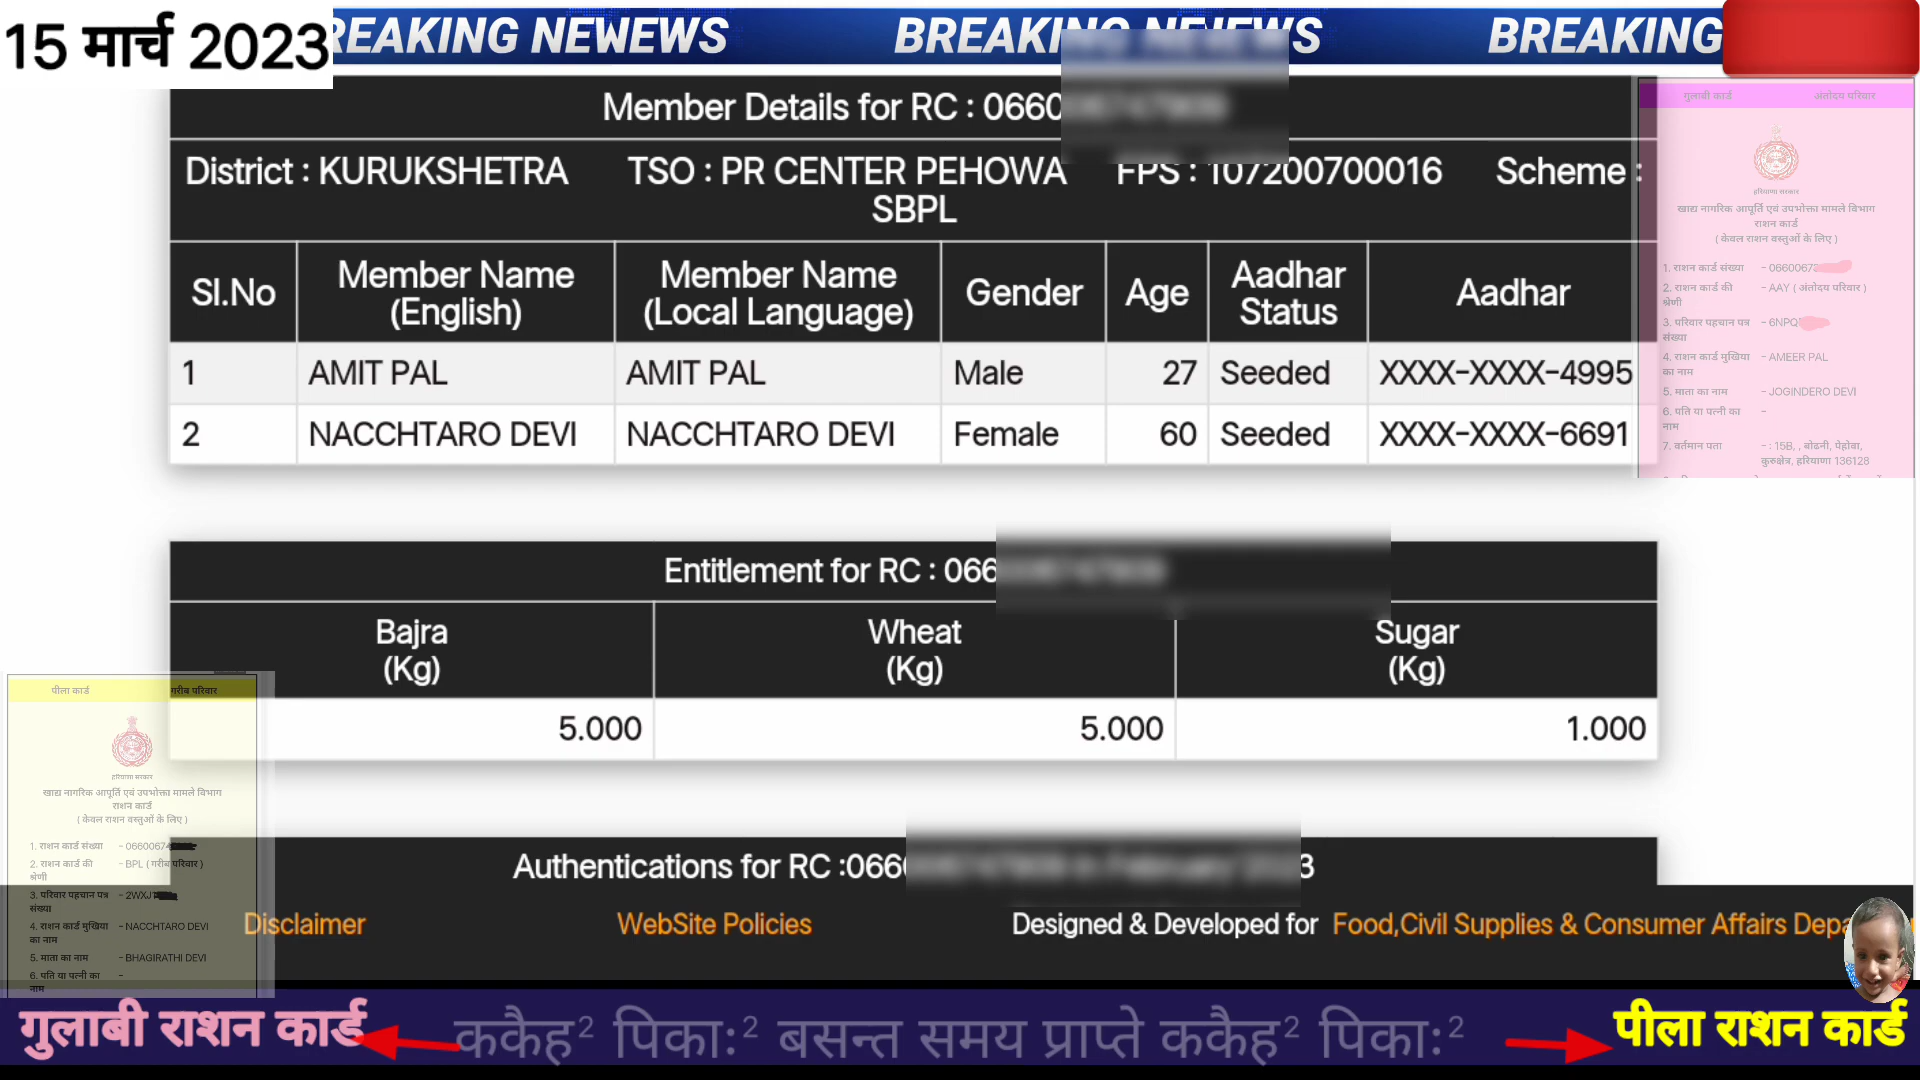 15 मार्च 2023
REAKING NEWEWS
BREAKING NEWEWS
BREAKING
Member Details for RC : 0660
District : KURUKSHETRA TSO : PR CENTER PEHOWA FPS : 107200700016 Scheme :
SBPL
Sl.No Member Name (English) Member Name (Local Language) Gender Age Aadhar Status Aadhar
1 AMIT PAL AMIT PAL Male 27 Seeded XXXX-XXXX-4995
2 NACCHTARO DEVI NACCHTARO DEVI Female 60 Seeded XXXX-XXXX-6691
गुलाबी कार्ड अंतोदय परिवार
हरियाणा सरकार
खाद्य नागरिक आपूर्ति एवं उपभोक्ता मामले विभाग
राशन कार्ड
( केवल राशन वस्तुओं के लिए )
1. राशन कार्ड संख्या - 0660067
2. राशन कार्ड की - AAY ( अंतोदय परिवार )
श्रेणी
3. परिवार पहचान पत्र - 6NPQ
संख्या
4. राशन कार्ड मुखिया - AMEER PAL
का नाम
5. माता का नाम - JOGINDERO DEVI
6. पति या पत्नी का -
नाम
7. वर्तमान पता - : 15B, , बोढनी, पेहोवा,
कुरुक्षेत्र, हरियाणा 136128
Entitlement for RC : 066
Bajra (Kg) Wheat (Kg) Sugar (Kg)
5.000 5.000 1.000
पीला कार्ड गरीब परिवार
हरियाणा सरकार
खाद्य नागरिक आपूर्ति एवं उपभोक्ता मामले विभाग
राशन कार्ड
( केवल राशन वस्तुओं के लिए )
1. राशन कार्ड संख्या - 0660067
2. राशन कार्ड की - BPL ( गरीब परिवार )
श्रेणी
3. परिवार पहचान पत्र - 2WXJ
संख्या
4. राशन कार्ड मुखिया - NACCHTARO DEVI
का नाम
5. माता का नाम - BHAGIRATHI DEVI
6. पति या पत्नी का -
नाम
Authentications for RC :066 3
Disclaimer WebSite Policies Designed & Developed for Food,Civil Supplies & Consumer Affairs Depa
गुलाबी राशन कार्ड ककैह² पिकाः² बसन्त समय प्राप्ते ककैह² पिकाः² पीला राशन कार्ड